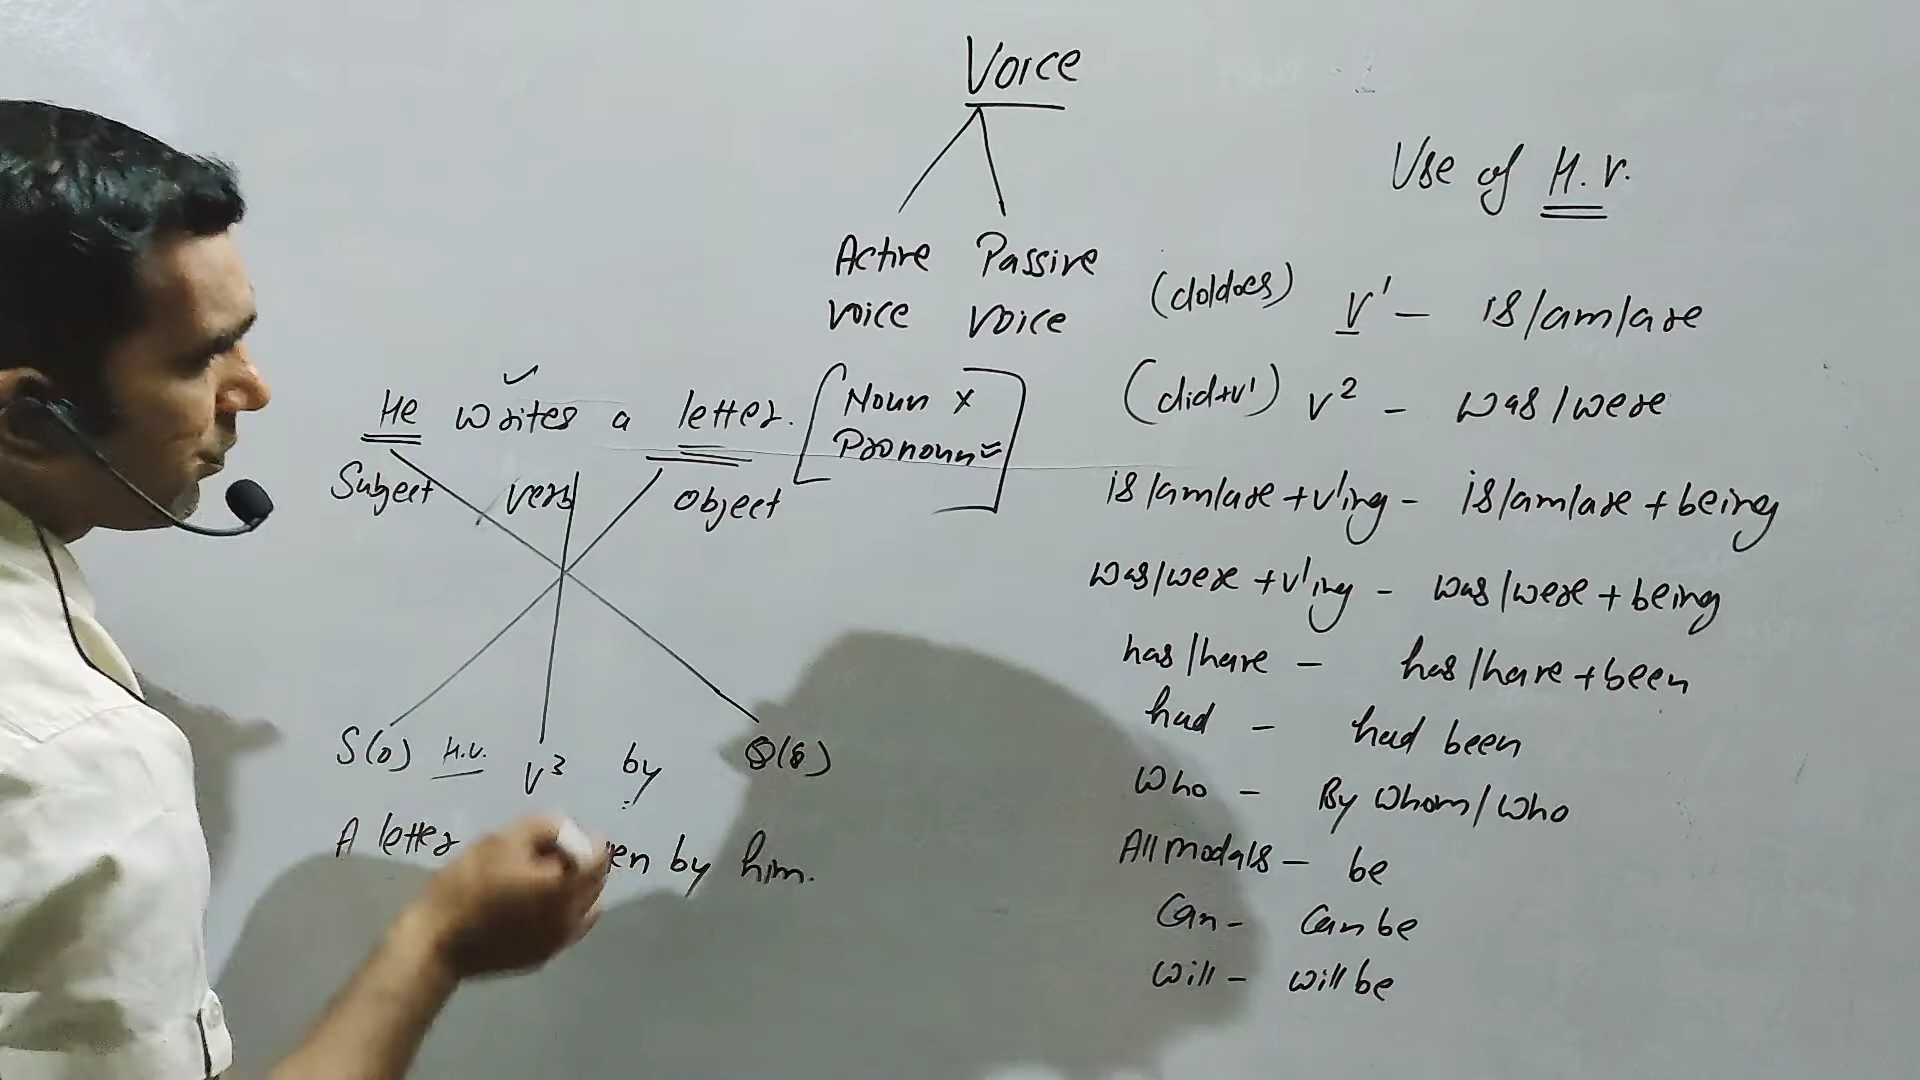 Voice
Active Passive
voice voice
He writes a letter.
Noun ×
Pronoun
Subject verb object
S(o) H.V. V³ by O(s)
A letter by him.
Use of H.V.
(do/does) V¹ – is/am/are
(did+v¹) V² – was/were
is/am/are + v¹ing – is/am/are + being
was/were + v¹ing – was/were + being
has/have – has/have + been
had – had been
Who – By whom/who
All modals – be
Can – Can be
will – will be